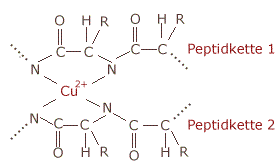 O H R O H R
C C C C Peptidkette 1
N N
Cu2+
N N
C C C C Peptidkette 2
O H R O H R